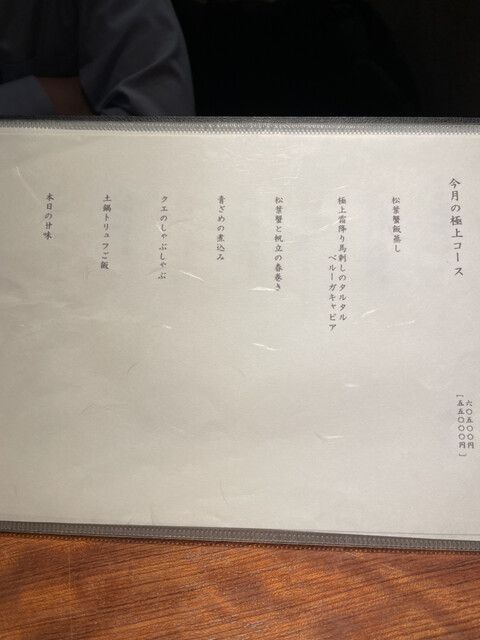 今月の極上コース
六〇五〇〇円
[五五〇〇〇円]
松葉蟹飯蒸し
極上霜降り馬刺しのタルタル
ベルーガキャビア
松葉蟹と帆立の春巻き
青ざめの煮込み
クエのしゃぶしゃぶ
土鍋トリュフご飯
本日の甘味